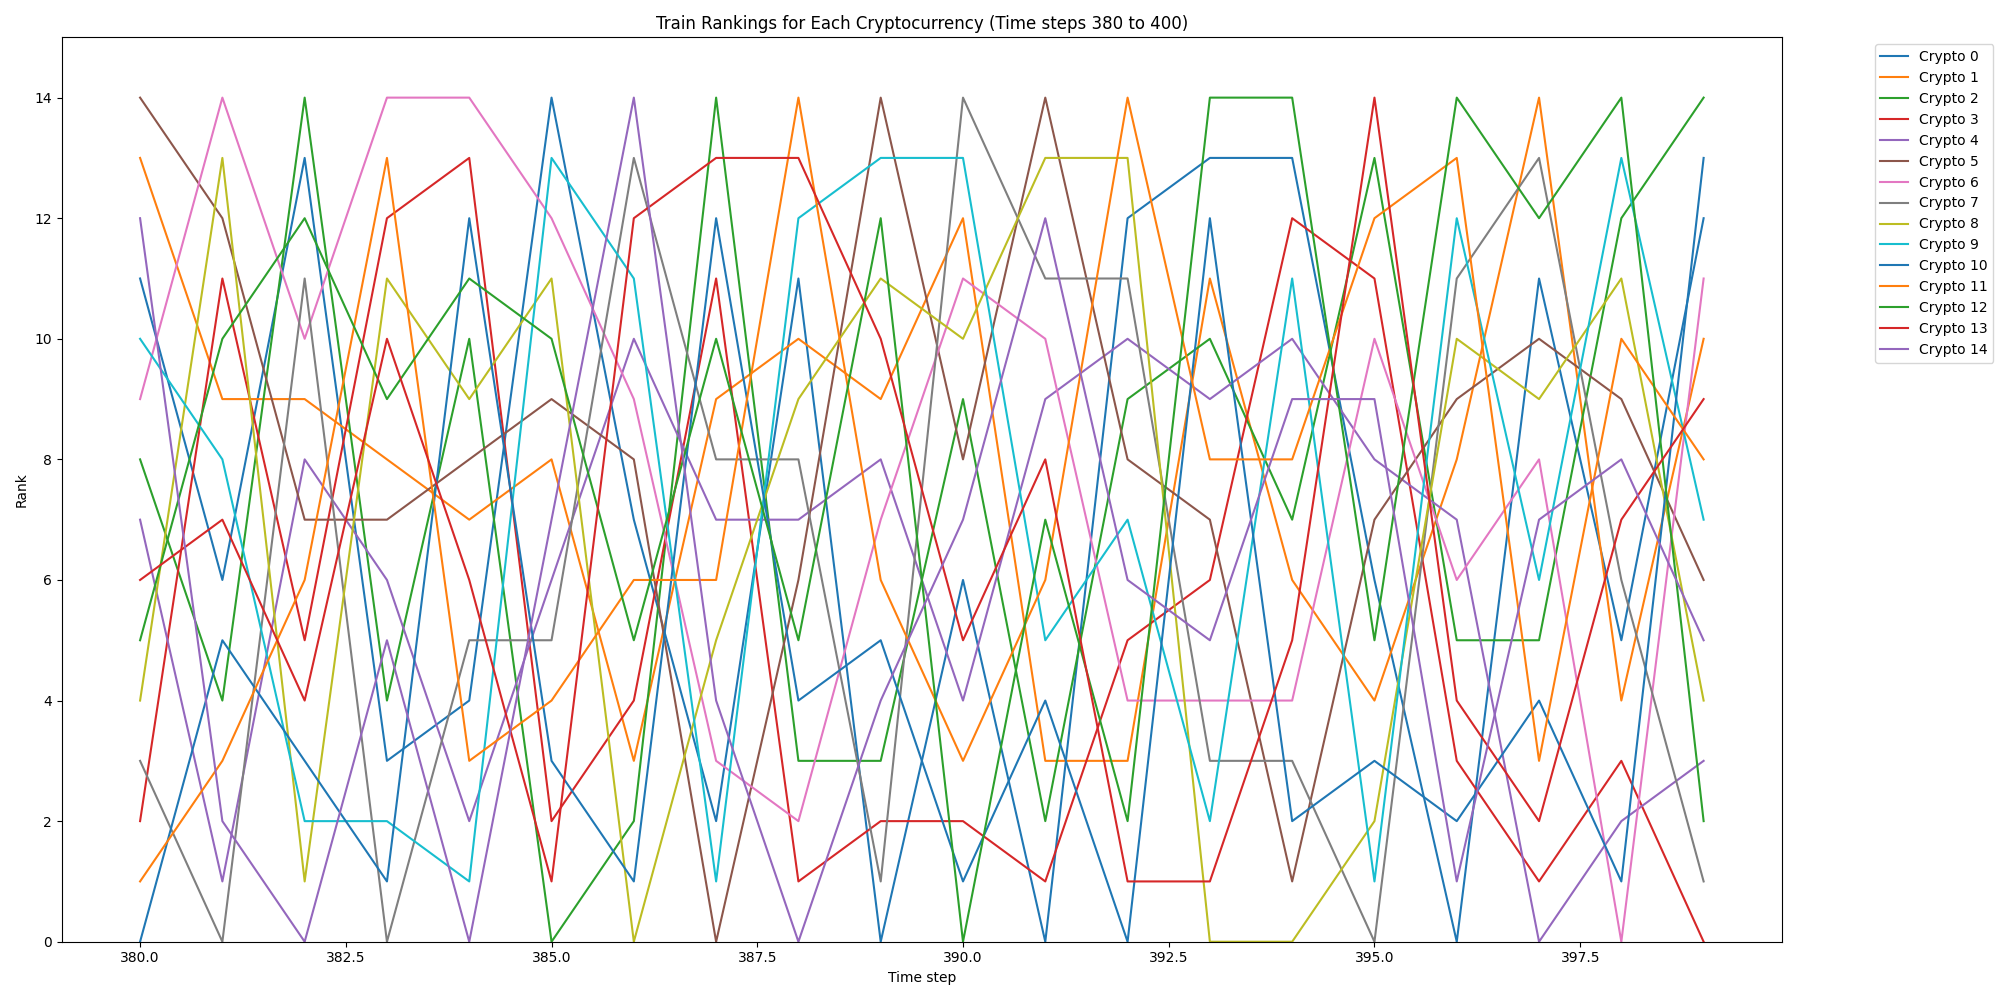 Train Rankings for Each Cryptocurrency (Time steps 380 to 400)
Rank
14
12
10
8
6
4
2
0
380.0
382.5
385.0
387.5
390.0
392.5
395.0
397.5
Time step
Crypto 0
Crypto 1
Crypto 2
Crypto 3
Crypto 4
Crypto 5
Crypto 6
Crypto 7
Crypto 8
Crypto 9
Crypto 10
Crypto 11
Crypto 12
Crypto 13
Crypto 14